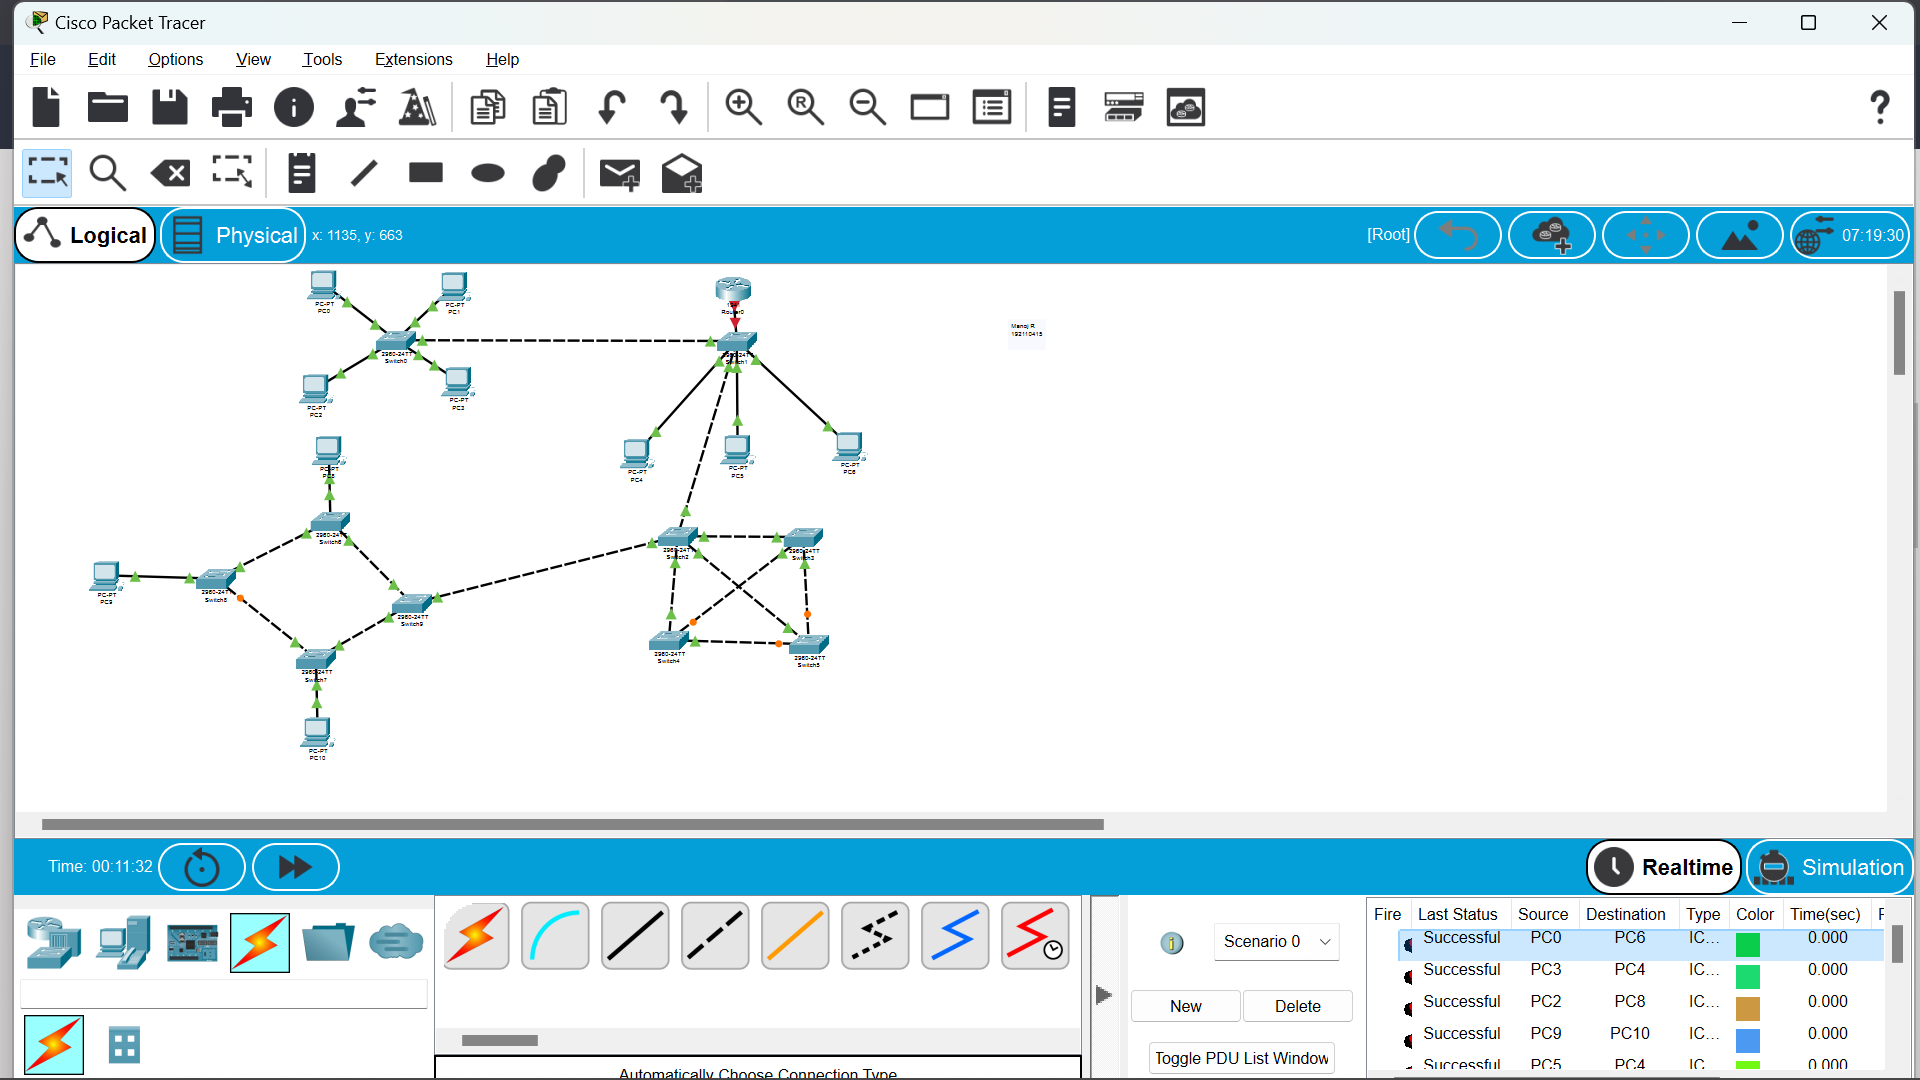 Cisco Packet Tracer
File Edit Options View Tools Extensions Help
Logical Physical x: 1135, y: 663 [Root] 07:19:30
PC-PT
PC0
PC-PT
PC1
Router0
Manoj R
192110415
2960-24TT
Switch0
2960-24TT
Switch1
PC-PT
PC2
PC-PT
PC-PT
PC4
PC-PT
PC5
PC-PT
PC6
PC-PT
2960-24TT
2960-24TT
Switch2
2960-24TT
Switch3
PC-PT
PC9
2960-24TT
Switch8
2960-24TT
Switch9
2960-24TT
Switch4
2960-24TT
Switch5
2960-24TT
Switch7
PC-PT
PC10
Time: 00:11:32 Realtime Simulation
Fire Last Status Source Destination Type Color Time(sec) F
Scenario 0
Successful PC0 PC6 IC... 0.000
Successful PC3 PC4 IC... 0.000
New Delete
Successful PC2 PC8 IC... 0.000
Successful PC9 PC10 IC... 0.000
Toggle PDU List Window
Successful PC5 PC4 IC... 0.000
Automatically Choose Connection Type